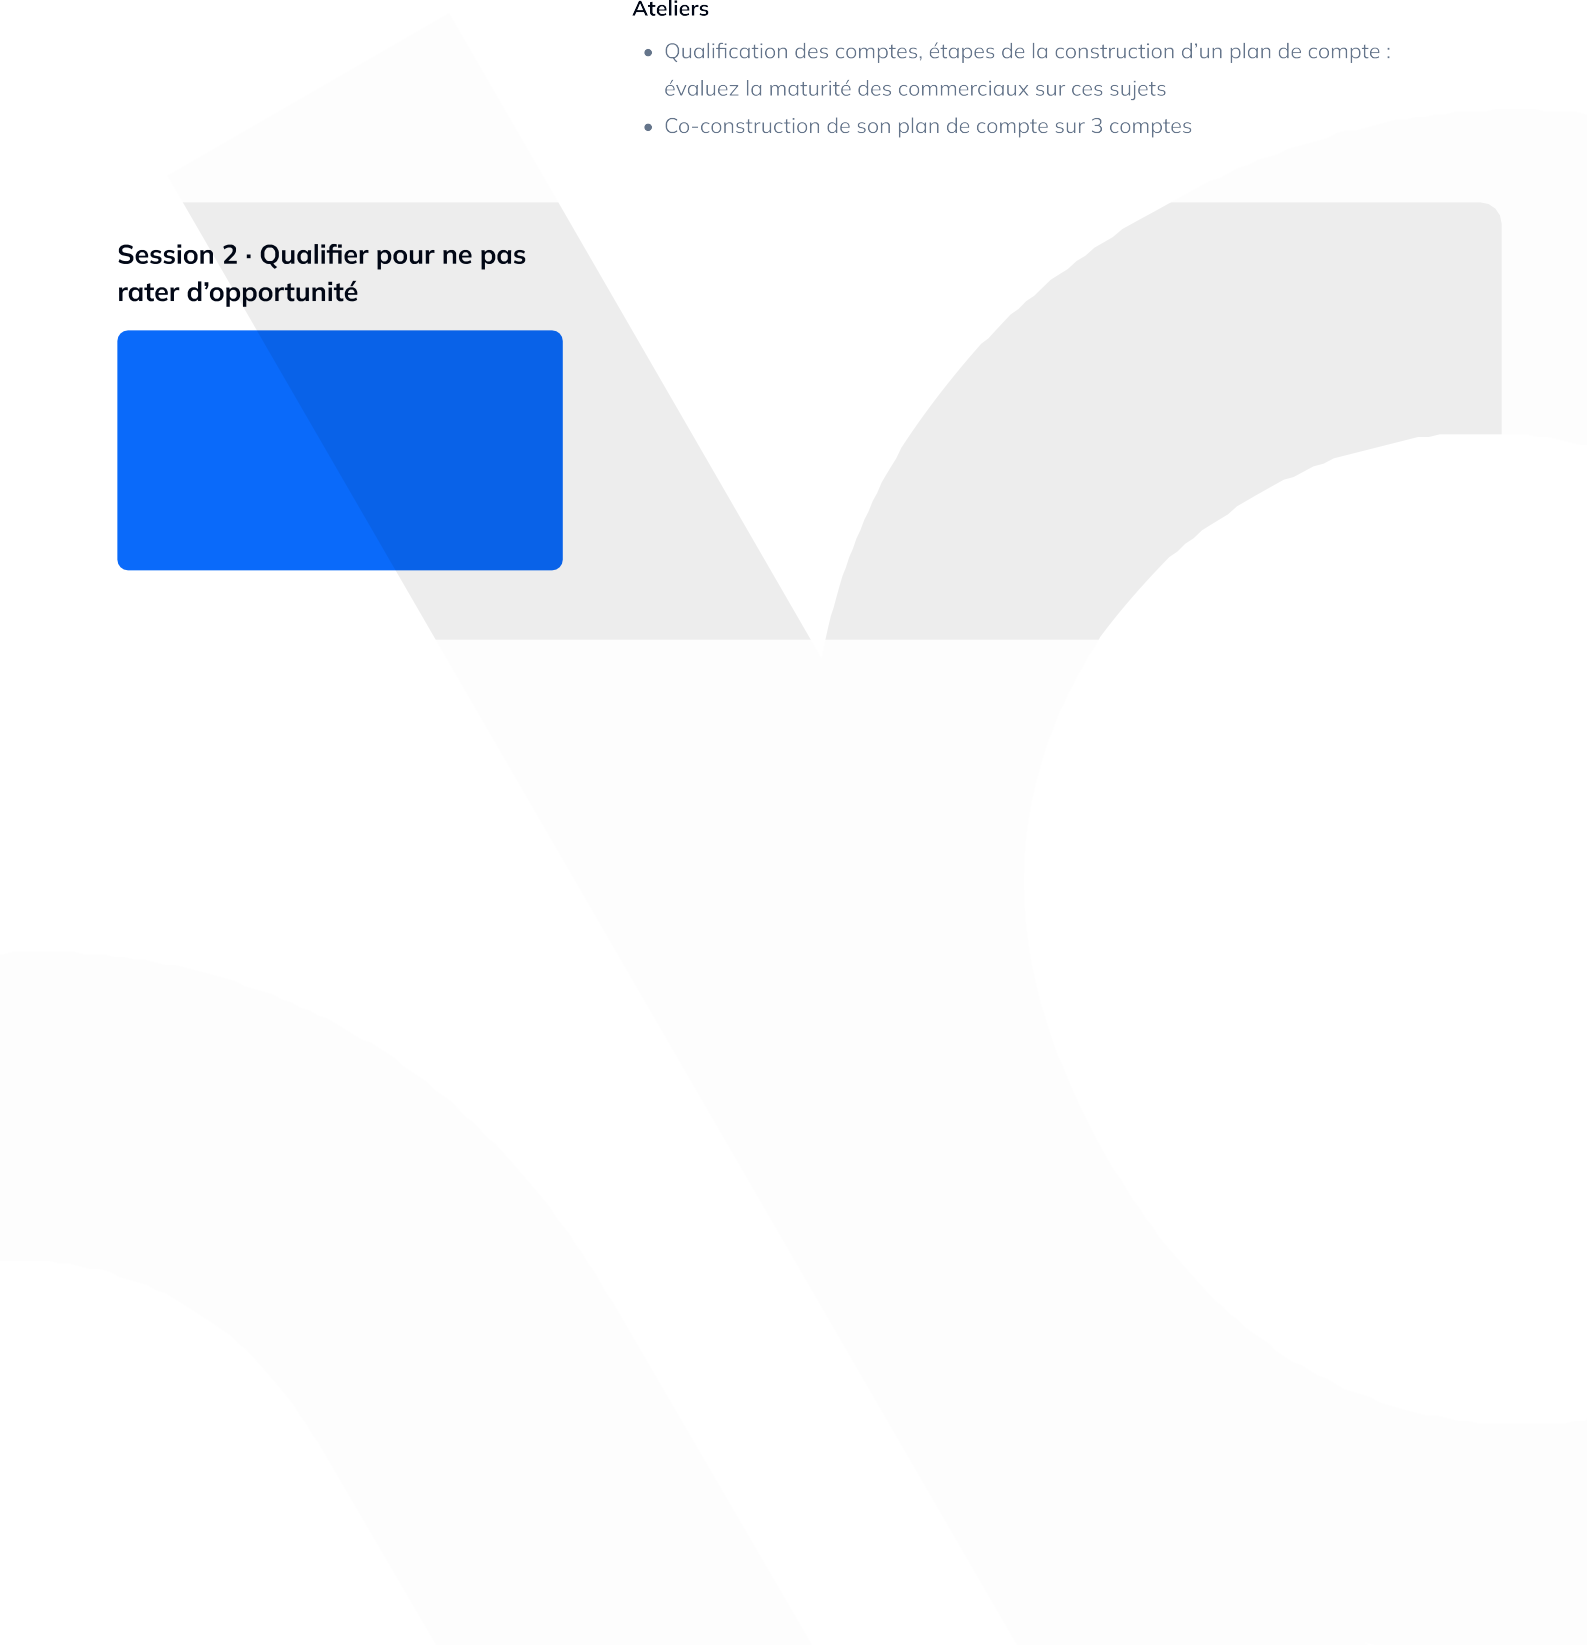 Ateliers
• Qualification des comptes, étapes de la construction d’un plan de compte :
évaluez la maturité des commerciaux sur ces sujets
• Co-construction de son plan de compte sur 3 comptes
Session 2 · Qualifier pour ne pas
rater d’opportunité